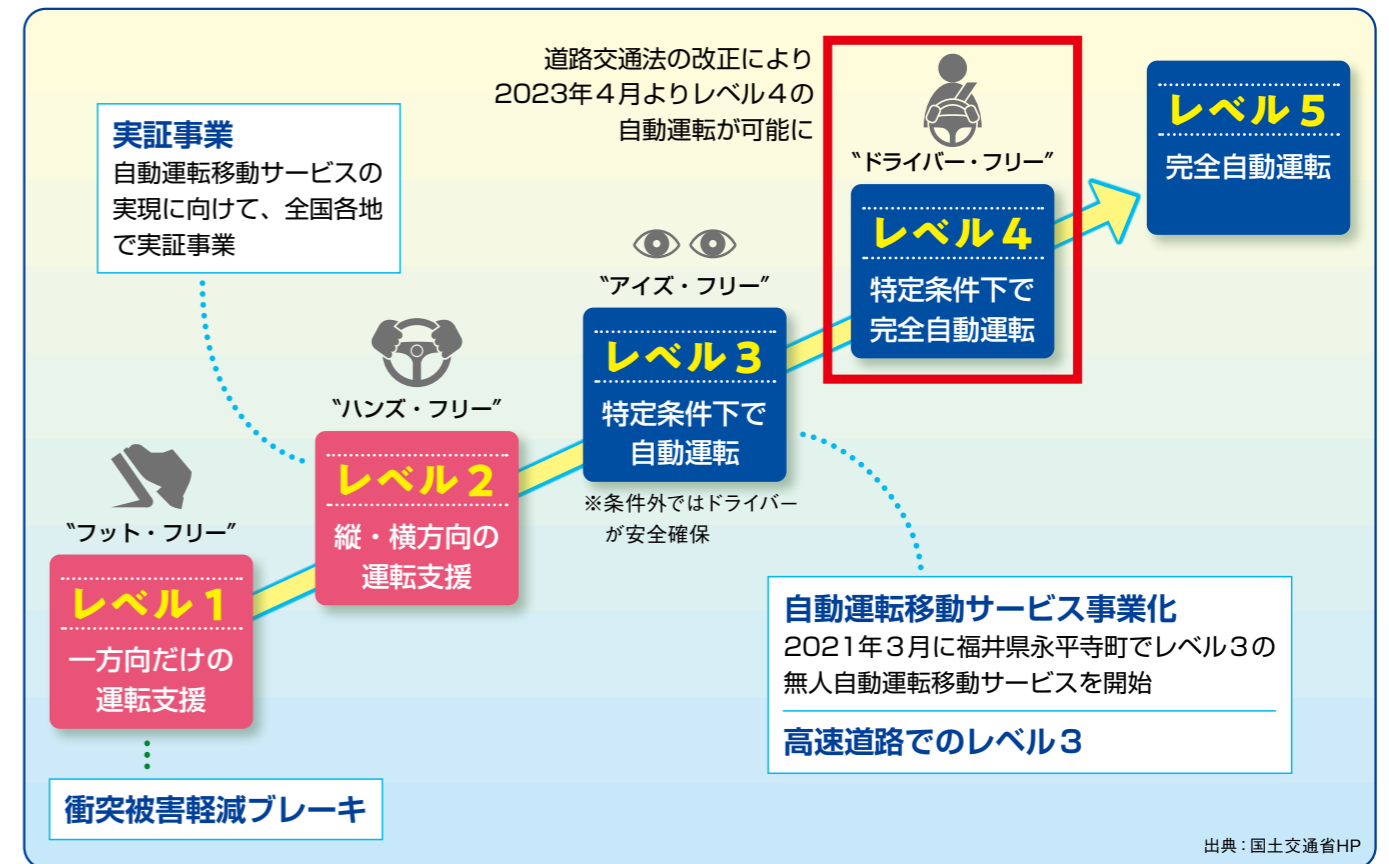 道路交通法の改正により
2023年4月よりレベル4の
自動運転が可能に
〝ドライバー・フリー〞
レベル4
特定条件下で
完全自動運転
レベル5
完全自動運転
実証事業
自動運転移動サービスの
実現に向けて、全国各地
で実証事業
〝アイズ・フリー〞
レベル3
特定条件下で
自動運転
※条件外ではドライバー
が安全確保
〝ハンズ・フリー〞
レベル2
縦・横方向の
運転支援
〝フット・フリー〞
レベル1
一方向だけの
運転支援
自動運転移動サービス事業化
2021年3月に福井県永平寺町でレベル3の
無人自動運転移動サービスを開始
高速道路でのレベル3
衝突被害軽減ブレーキ
出典：国土交通省HP